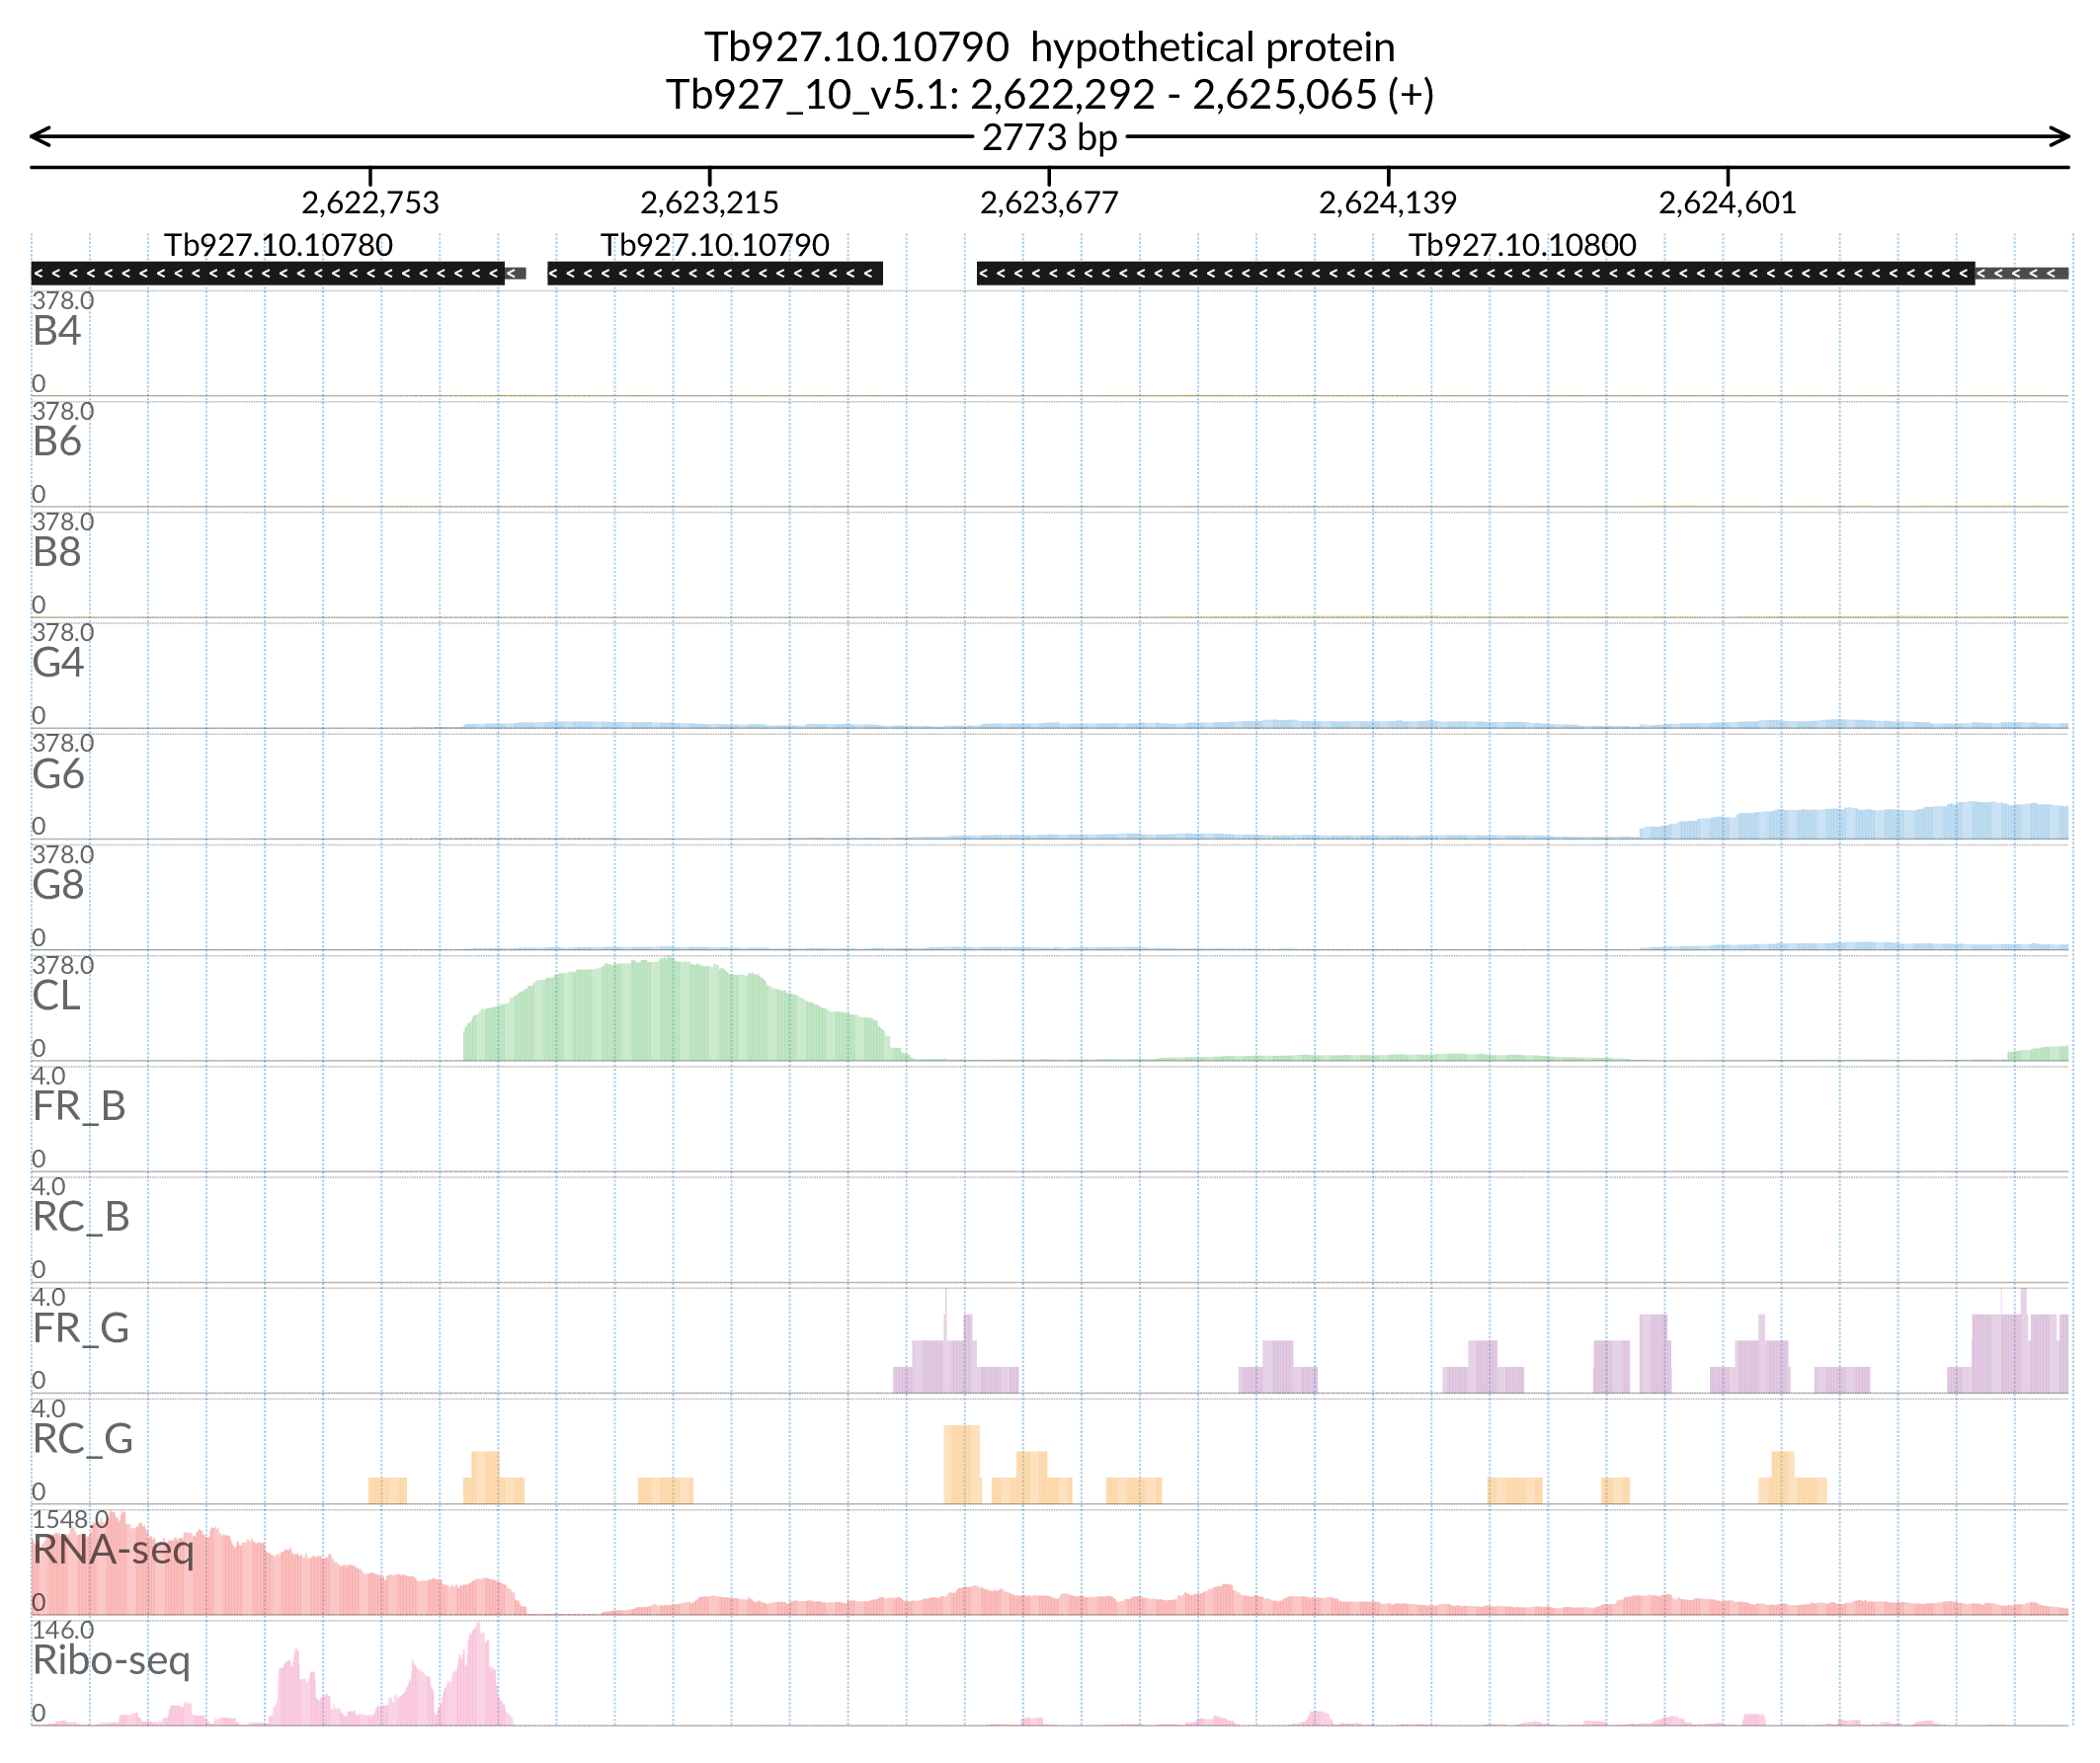 Tb927.10.10790 hypothetical protein
Tb927_10_v5.1: 2,622,292 - 2,625,065 (+)
2773 bp
2,622,753 2,623,215 2,623,677 2,624,139 2,624,601
Tb927.10.10780 Tb927.10.10790 Tb927.10.10800
378.0
B4
0
378.0
B6
0
378.0
B8
0
378.0
G4
0
378.0
G6
0
378.0
G8
0
378.0
CL
0
4.0
FR_B
0
4.0
RC_B
0
4.0
FR_G
0
4.0
RC_G
0
1548.0
RNA-seq
0
146.0
Ribo-seq
0